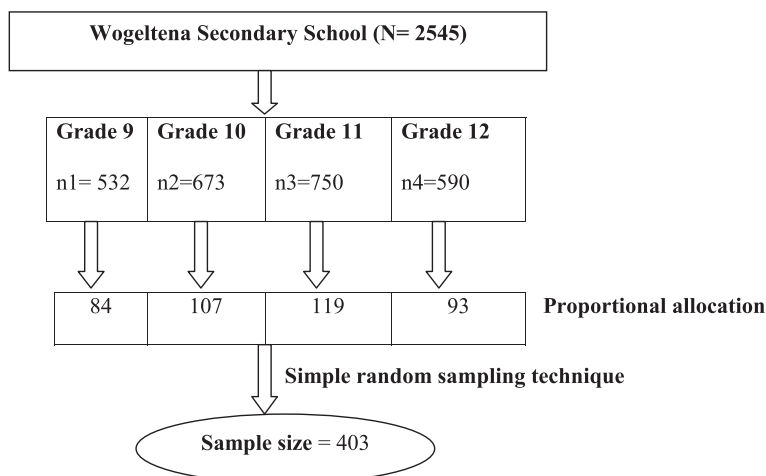 Wogeltena Secondary School (N= 2545)
Grade 9 Grade 10 Grade 11 Grade 12
n1= 532 n2=673 n3=750 n4=590
84 107 119 93 Proportional allocation
Simple random sampling technique
Sample size = 403